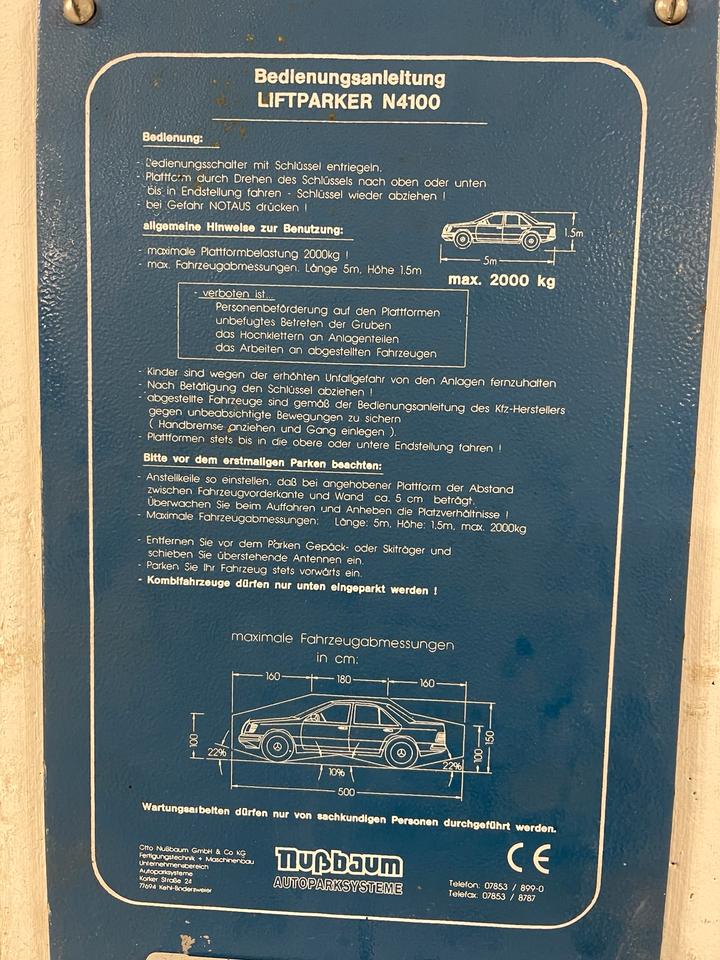 Bedienungsanleitung
LIFTPARKER N4100
Bedienung:
- Bedienungsschalter mit Schlüssel entriegeln.
- Plattform durch Drehen des Schlüssels nach oben oder unten
bis in Endstellung fahren - Schlüssel wieder abziehen !
bei Gefahr NOTAUS drücken !
allgemeine Hinweise zur Benutzung:
- maximale Plattformbelastung 2000kg !
- max. Fahrzeugabmessungen, Länge 5m, Höhe 1.5m
1.5m
5m
max. 2000 kg
- verboten ist...
Personenbeförderung auf den Plattformen
unbefugtes Betreten der Gruben
das Hochklettern an Anlagenteilen
das Arbeiten an abgestellten Fahrzeugen
- Kinder sind wegen der erhöhten Unfallgefahr von den Anlagen fernzuhalten
- Nach Betätigung den Schlüssel abziehen !
- abgestellte Fahrzeuge sind gemäß der Bedienungsanleitung des Kfz-Herstellers
gegen unbeabsichtigte Bewegungen zu sichern
( Handbremse anziehen und Gang einlegen ).
- Plattformen stets bis in die obere oder untere Endstellung fahren !
Bitte vor dem erstmaligen Parken beachten:
- Anstellkeile so einstellen, daß bei angehobener Plattform der Abstand
zwischen Fahrzeugvorderkante und Wand ca. 5 cm beträgt.
Überwachen Sie beim Auffahren und Anheben die Platzverhältnisse !
- Maximale Fahrzeugabmessungen: Länge: 5m, Höhe: 1.5m, max. 2000kg
- Entfernen Sie vor dem Parken Gepäck- oder Skiträger und
schieben Sie überstehende Antennen ein.
- Parken Sie Ihr Fahrzeug stets vorwärts ein.
- Kombifahrzeuge dürfen nur unten eingeparkt werden !
maximale Fahrzeugabmessungen
in cm:
160 180 160
100 100 150
22% 10% 22%
500
Wartungsarbeiten dürfen nur von sachkundigen Personen durchgeführt werden.
Otto Nußbaum GmbH & Co KG
Fertigungstechnik + Maschinenbau
Unternehmensbereich
Autoparksysteme
Korker Straße 24
77694 Kehl-Bodersweier
Nußbaum
AUTOPARKSYSTEME
CE
Telefon: 07853 / 899-0
Telefax: 07853 / 8787